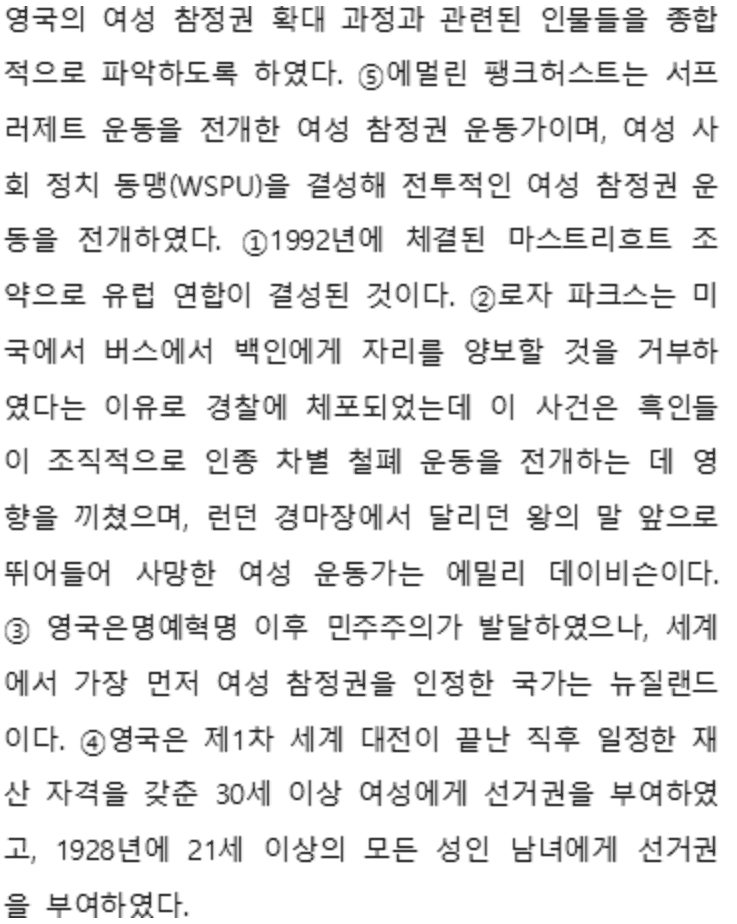 영국의 여성 참정권 확대 과정과 관련된 인물들을 종합
적으로 파악하도록 하였다. ⑤에멀린 팽크허스트는 서프
러제트 운동을 전개한 여성 참정권 운동가이며, 여성 사
회 정치 동맹(WSPU)을 결성해 전투적인 여성 참정권 운
동을 전개하였다. ①1992년에 체결된 마스트리흐트 조
약으로 유럽 연합이 결성된 것이다. ②로자 파크스는 미
국에서 버스에서 백인에게 자리를 양보할 것을 거부하
였다는 이유로 경찰에 체포되었는데 이 사건은 흑인들
이 조직적으로 인종 차별 철폐 운동을 전개하는 데 영
향을 끼쳤으며, 런던 경마장에서 달리던 왕의 말 앞으로
뛰어들어 사망한 여성 운동가는 에밀리 데이비슨이다.
③ 영국은명예혁명 이후 민주주의가 발달하였으나, 세계
에서 가장 먼저 여성 참정권을 인정한 국가는 뉴질랜드
이다. ④영국은 제1차 세계 대전이 끝난 직후 일정한 재
산 자격을 갖춘 30세 이상 여성에게 선거권을 부여하였
고, 1928년에 21세 이상의 모든 성인 남녀에게 선거권
을 부여하였다.